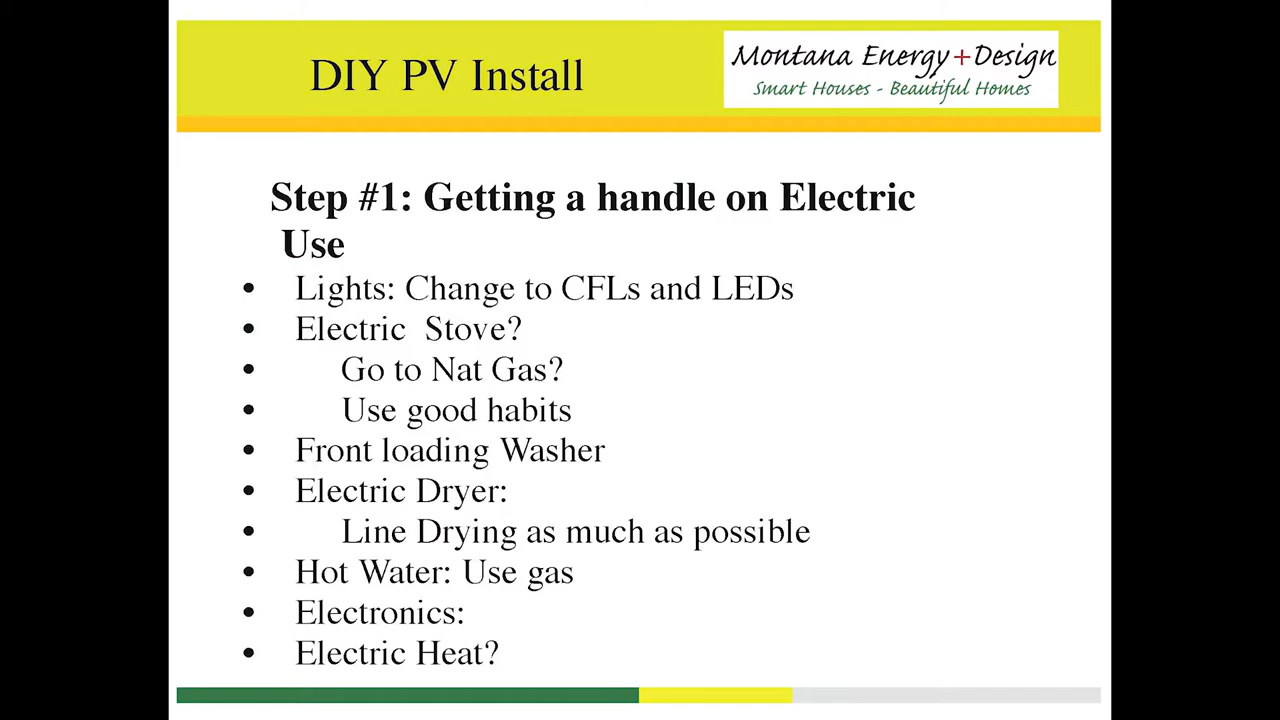 DIY PV Install
Montana Energy+Design
Smart Houses - Beautiful Homes
Step #1: Getting a handle on Electric
Use
• Lights: Change to CFLs and LEDs
• Electric Stove?
• Go to Nat Gas?
• Use good habits
• Front loading Washer
• Electric Dryer:
• Line Drying as much as possible
• Hot Water: Use gas
• Electronics:
• Electric Heat?